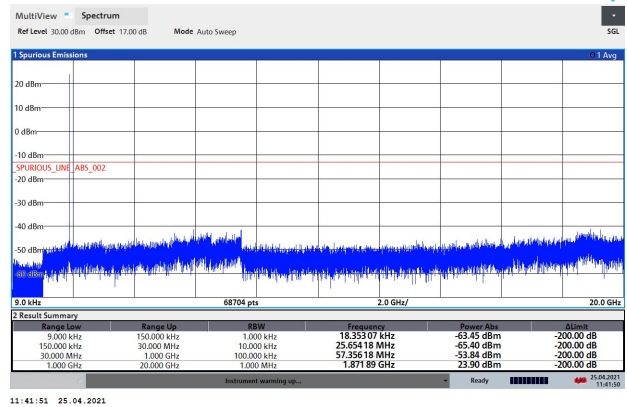 MultiView Spectrum
Ref Level 30.00 dBm Offset 17.00 dB Mode Auto Sweep SGL
1 Spurious Emissions 1 Avg
20 dBm
10 dBm
0 dBm
-10 dBm
_SPURIOUS_LINE_ABS_002
-20 dBm
-30 dBm
-40 dBm
-50 dBm
-60 dBm
9.0 kHz 68704 pts 2.0 GHz/ 20.0 GHz
2 Result Summary
Range Low Range Up RBW Frequency Power Abs ΔLimit
9.000 kHz 150.000 kHz 1.000 kHz 18.353 07 kHz -63.45 dBm -200.00 dB
150.000 kHz 30.000 MHz 10.000 kHz 25.654 18 MHz -65.40 dBm -200.00 dB
30.000 MHz 1.000 GHz 100.000 kHz 57.356 18 MHz -53.84 dBm -200.00 dB
1.000 GHz 20.000 GHz 1.000 MHz 1.871 89 GHz 23.90 dBm -200.00 dB
Instrument warming up... Ready 25.04.2021
11:41:50
11:41:51 25.04.2021